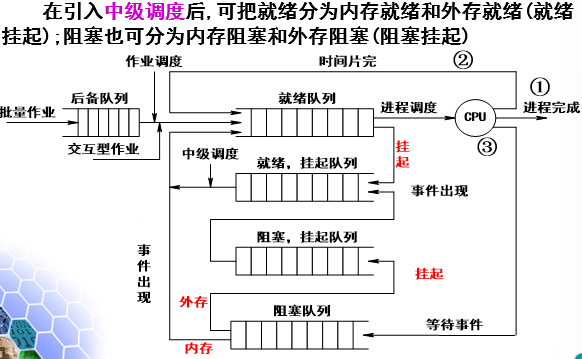 在引入中级调度后,可把就绪分为内存就绪和外存就绪(就绪
挂起);阻塞也可分为内存阻塞和外存阻塞(阻塞挂起)
作业调度
时间片完
②
①
后备队列
就绪队列
批量作业
进程调度
CPU
进程完成
交互型作业
③
中级调度
就绪，挂起队列
挂起
事件出现
阻塞，挂起队列
事件出现
挂起
外存
阻塞队列
等待事件
内存